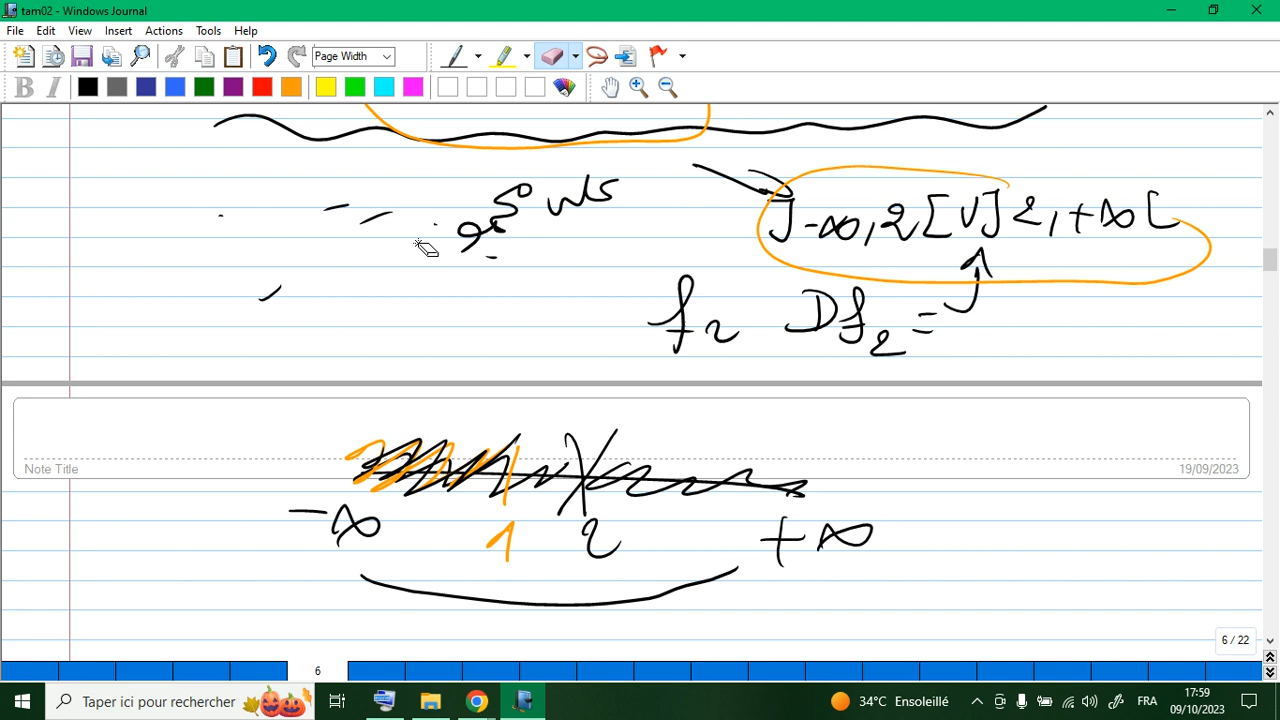 tam02 - Windows Journal
File Edit View Insert Actions Tools Help
Page Width
B I
]-∞, 2[ U ]2, +∞[
f2 Df2 =
Note Title 19/09/2023
-∞ 1 2 +∞
6 / 22
6
Taper ici pour rechercher 34°C Ensoleillé FRA 17:59
09/10/2023